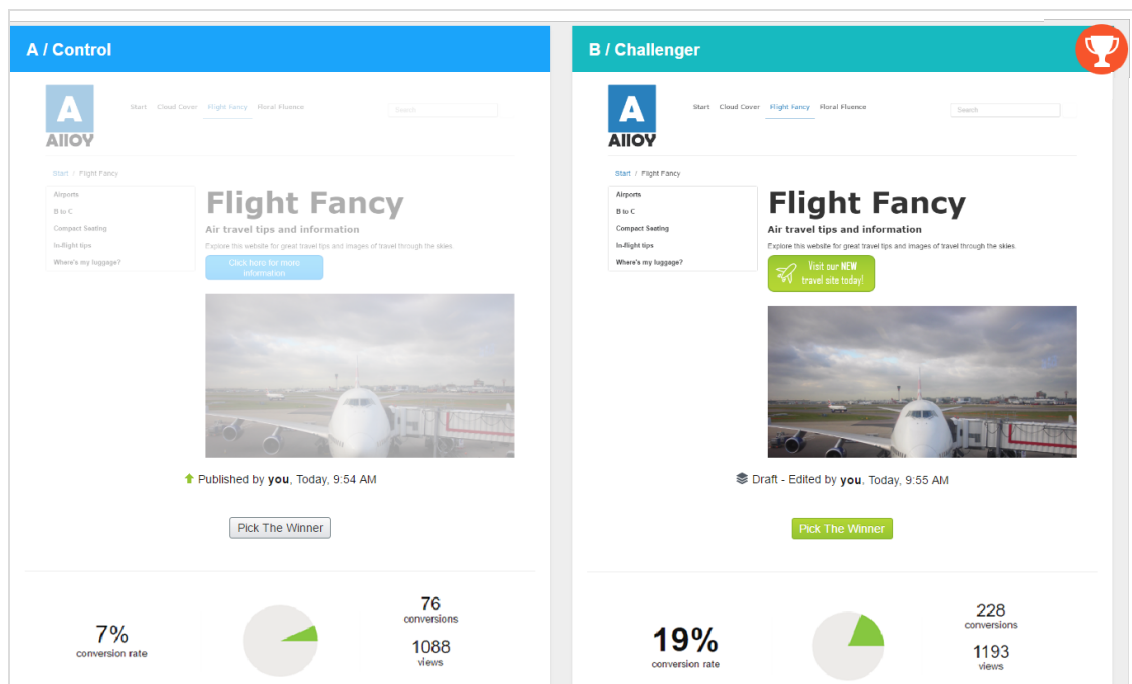 A / Control
A
AllOY
Start Cloud Cover Flight Fancy Floral Fluence
Search
Start / Flight Fancy
Airports
B to C
Compact Seating
In-flight tips
Where's my luggage?
Flight Fancy
Air travel tips and information
Explore this website for great travel tips and images of travel through the skies.
Click here for more
information
Published by you, Today, 9:54 AM
Pick The Winner
7%
conversion rate
76
conversions
1088
views
B / Challenger
A
AllOY
Start Cloud Cover Flight Fancy Floral Fluence
Search
Start / Flight Fancy
Airports
B to C
Compact Seating
In-flight tips
Where's my luggage?
Flight Fancy
Air travel tips and information
Explore this website for great travel tips and images of travel through the skies.
Visit our NEW
travel site today!
Draft - Edited by you, Today, 9:55 AM
Pick The Winner
19%
conversion rate
228
conversions
1193
views